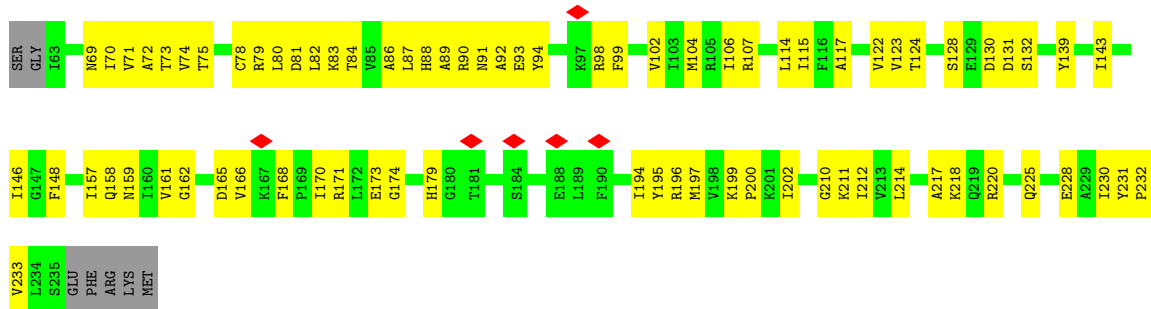 SER GLY I63 N69 I70 V71 A72 T73 V74 T75 C78 R79 L80 D81 L82 K83 T84 V85 A86 L87 H88 A89 R90 N91 A92 E93 Y94 K97 R98 F99 V102 I103 M104 R105 I106 R107 L114 I115 F116 A117 V122 V123 T124 S128 E129 D130 D131 S132 Y139 I143
I146 G147 F148 I157 Q158 N159 I160 V161 G162 D165 V166 K167 F168 P169 I170 R171 L172 E173 G174 H179 G180 T181 S184 E188 L189 F190 I194 Y195 R196 M197 V198 K199 P200 K201 I202 G210 K211 I212 V213 L214 A217 K218 Q219 R220 Q225 E228 A229 I230 Y231 P232
V233 L234 S235 GLU PHE ARG LYS MET